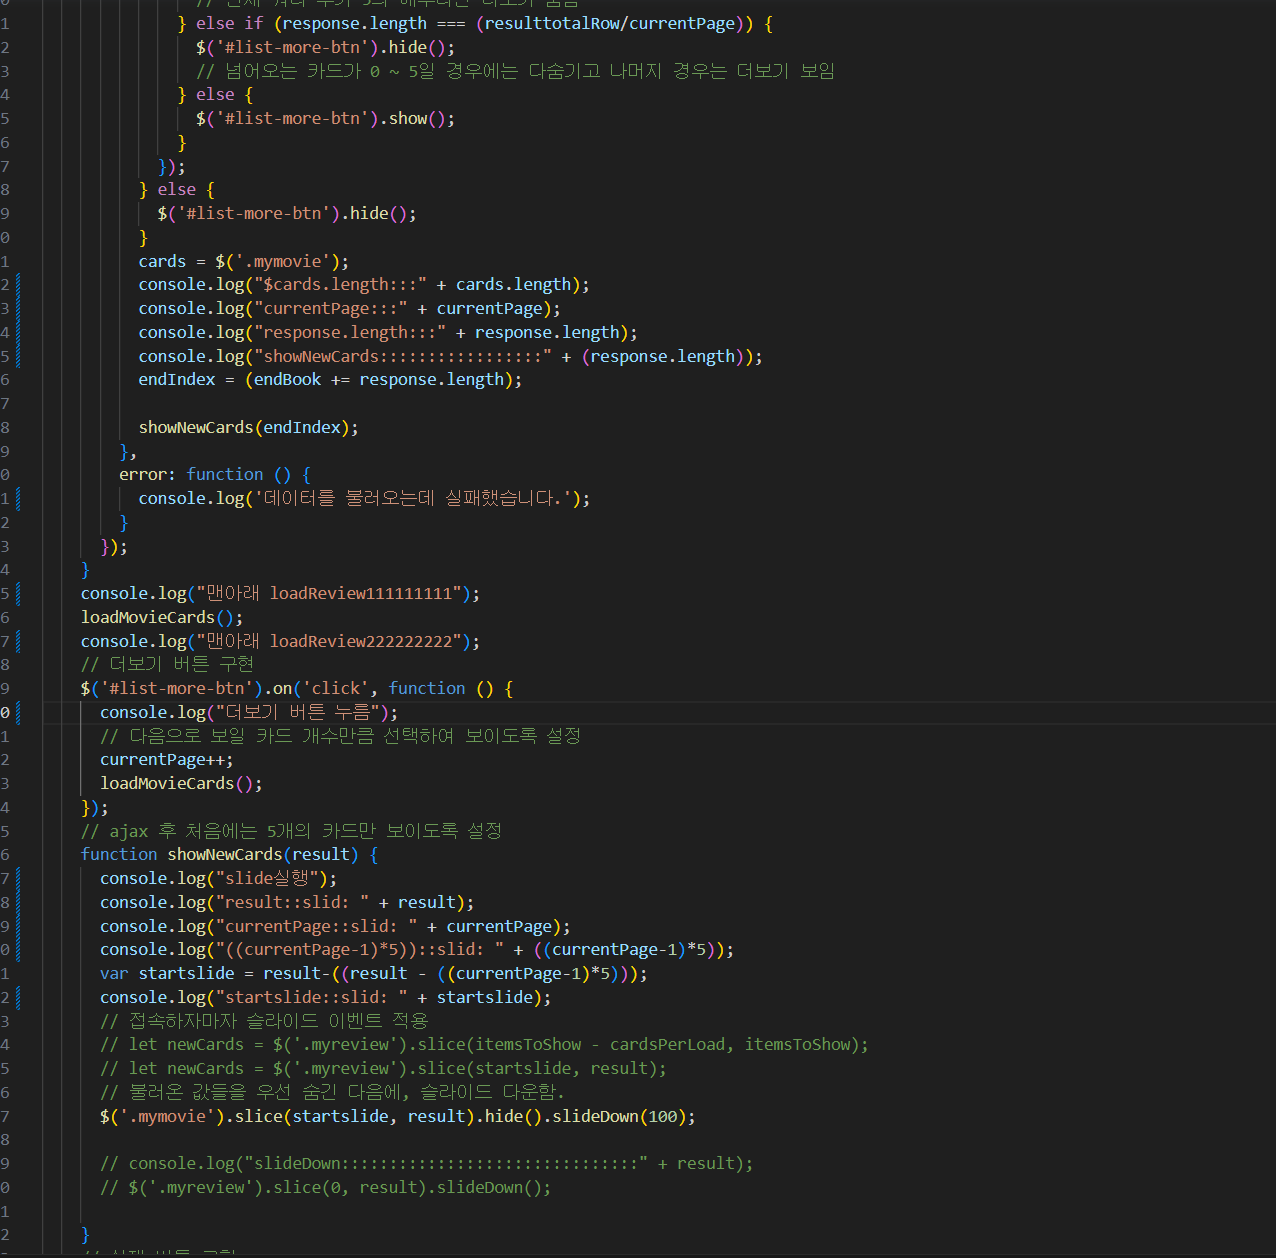 1 } else if (response.length === (resulttotalRow/currentPage)) {
2 $('#list-more-btn').hide();
3 // 넘어오는 카드가 0 ~ 5일 경우에는 다숨기고 나머지 경우는 더보기 보임
4 } else {
5 $('#list-more-btn').show();
6 }
7 });
8 } else {
9 $('#list-more-btn').hide();
0 }
1 cards = $('.mymovie');
2 console.log("$cards.length:::" + cards.length);
3 console.log("currentPage:::" + currentPage);
4 console.log("response.length:::" + response.length);
5 console.log("showNewCards:::::::::::::::::" + (response.length));
6 endIndex = (endBook += response.length);
7
8 showNewCards(endIndex);
9 },
0 error: function () {
1 console.log('데이터를 불러오는데 실패했습니다.');
2 }
3 });
4 }
5 console.log("맨아래 loadReview111111111");
6 loadMovieCards();
7 console.log("맨아래 loadReview222222222");
8 // 더보기 버튼 구현
9 $('#list-more-btn').on('click', function () {
0 console.log("더보기 버튼 누름");
1 // 다음으로 보일 카드 개수만큼 선택하여 보이도록 설정
2 currentPage++;
3 loadMovieCards();
4 });
5 // ajax 후 처음에는 5개의 카드만 보이도록 설정
6 function showNewCards(result) {
7 console.log("slide실행");
8 console.log("result::slid: " + result);
9 console.log("currentPage::slid: " + currentPage);
0 console.log("((currentPage-1)*5))::slid: " + ((currentPage-1)*5));
1 var startslide = result-((result - ((currentPage-1)*5)));
2 console.log("startslide::slid: " + startslide);
3 // 접속하자마자 슬라이드 이벤트 적용
4 // let newCards = $('.myreview').slice(itemsToShow - cardsPerLoad, itemsToShow);
5 // let newCards = $('.myreview').slice(startslide, result);
6 // 불러온 값들을 우선 숨긴 다음에, 슬라이드 다운함.
7 $('.mymovie').slice(startslide, result).hide().slideDown(100);
8
9 // console.log("slideDown:::::::::::::::::::::::::::::::" + result);
0 // $('.myreview').slice(0, result).slideDown();
1
2 }